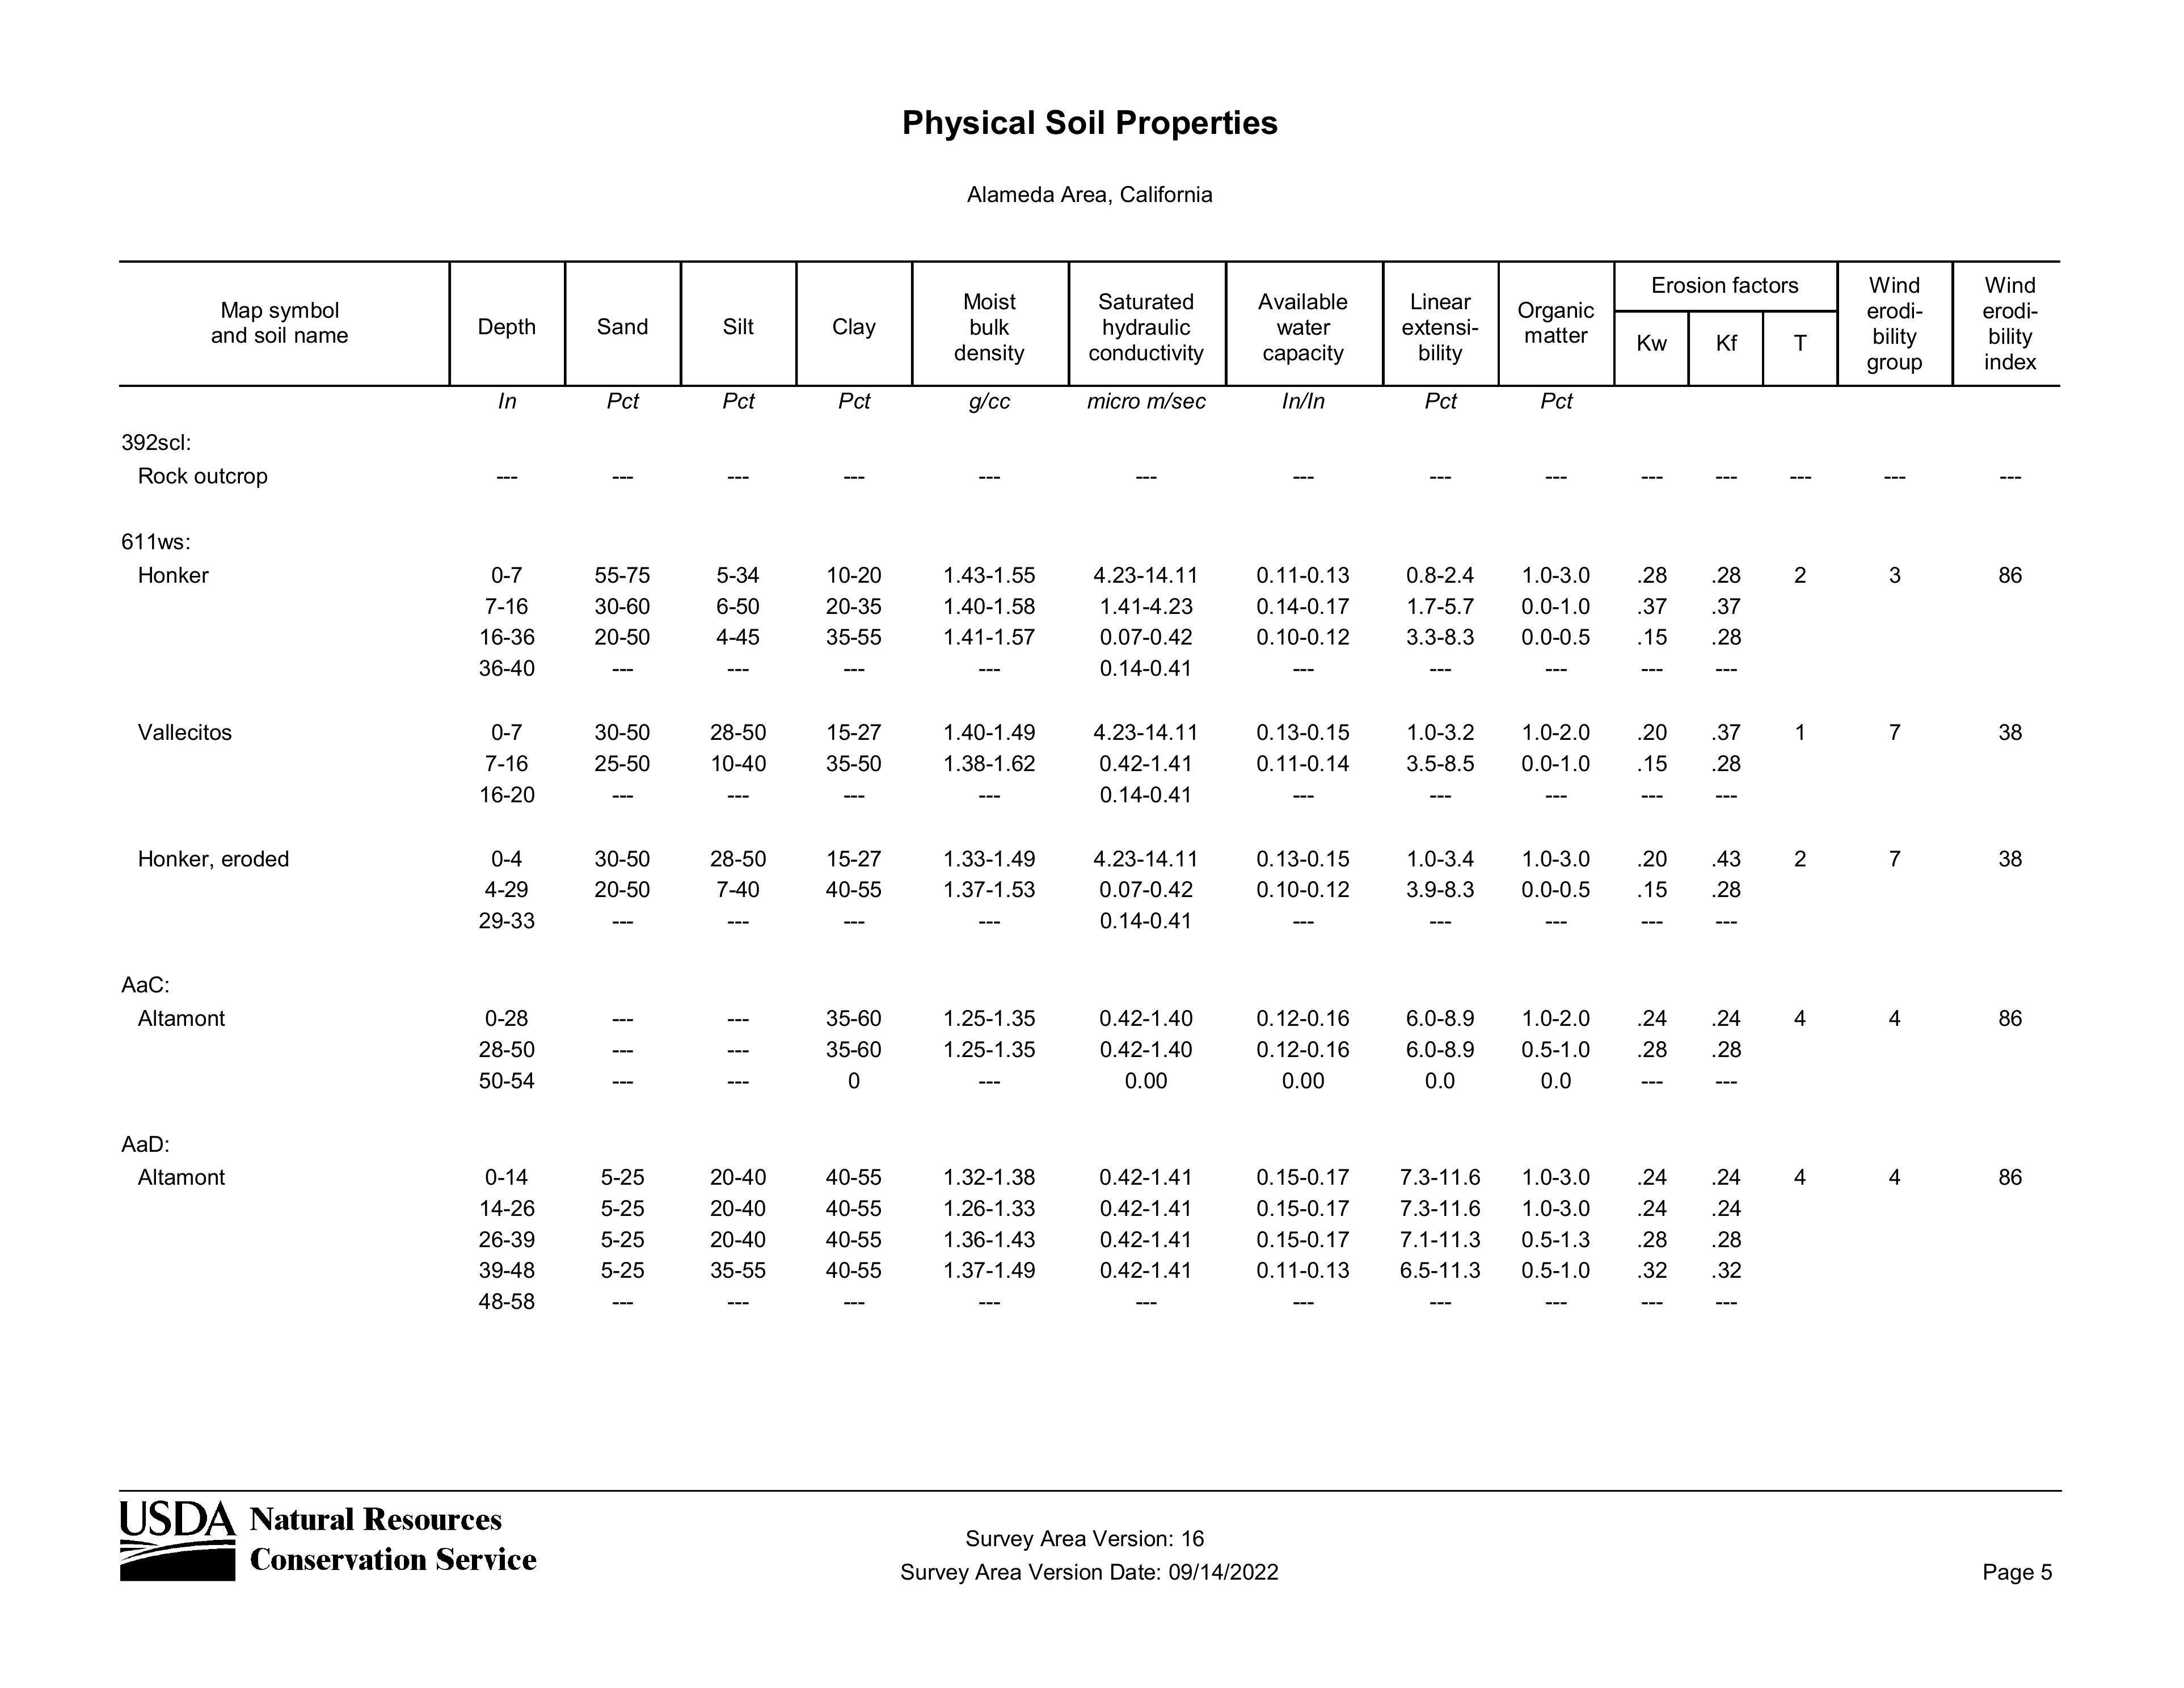 Physical Soil Properties
Alameda Area, California
Map symbol and soil name | Depth | Sand | Silt | Clay | Moist bulk density | Saturated hydraulic conductivity | Available water capacity | Linear extensi-bility | Organic matter | Erosion factors | Wind erodi-bility group | Wind erodi-bility index
Kw | Kf | T
In | Pct | Pct | Pct | g/cc | micro m/sec | In/In | Pct | Pct
392scl:
Rock outcrop --- --- --- --- --- --- --- --- --- --- --- --- --- ---
611ws:
Honker 0-7 55-75 5-34 10-20 1.43-1.55 4.23-14.11 0.11-0.13 0.8-2.4 1.0-3.0 .28 .28 2 3 86
7-16 30-60 6-50 20-35 1.40-1.58 1.41-4.23 0.14-0.17 1.7-5.7 0.0-1.0 .37 .37
16-36 20-50 4-45 35-55 1.41-1.57 0.07-0.42 0.10-0.12 3.3-8.3 0.0-0.5 .15 .28
36-40 --- --- --- --- 0.14-0.41 --- --- --- --- ---
Vallecitos 0-7 30-50 28-50 15-27 1.40-1.49 4.23-14.11 0.13-0.15 1.0-3.2 1.0-2.0 .20 .37 1 7 38
7-16 25-50 10-40 35-50 1.38-1.62 0.42-1.41 0.11-0.14 3.5-8.5 0.0-1.0 .15 .28
16-20 --- --- --- --- 0.14-0.41 --- --- --- --- ---
Honker, eroded 0-4 30-50 28-50 15-27 1.33-1.49 4.23-14.11 0.13-0.15 1.0-3.4 1.0-3.0 .20 .43 2 7 38
4-29 20-50 7-40 40-55 1.37-1.53 0.07-0.42 0.10-0.12 3.9-8.3 0.0-0.5 .15 .28
29-33 --- --- --- --- 0.14-0.41 --- --- --- --- ---
AaC:
Altamont 0-28 --- --- 35-60 1.25-1.35 0.42-1.40 0.12-0.16 6.0-8.9 1.0-2.0 .24 .24 4 4 86
28-50 --- --- 35-60 1.25-1.35 0.42-1.40 0.12-0.16 6.0-8.9 0.5-1.0 .28 .28
50-54 --- --- 0 --- 0.00 0.00 0.0 0.0 --- ---
AaD:
Altamont 0-14 5-25 20-40 40-55 1.32-1.38 0.42-1.41 0.15-0.17 7.3-11.6 1.0-3.0 .24 .24 4 4 86
14-26 5-25 20-40 40-55 1.26-1.33 0.42-1.41 0.15-0.17 7.3-11.6 1.0-3.0 .24 .24
26-39 5-25 20-40 40-55 1.36-1.43 0.42-1.41 0.15-0.17 7.1-11.3 0.5-1.3 .28 .28
39-48 5-25 35-55 40-55 1.37-1.49 0.42-1.41 0.11-0.13 6.5-11.3 0.5-1.0 .32 .32
48-58 --- --- --- --- --- --- --- --- --- ---
USDA Natural Resources
Conservation Service
Survey Area Version: 16
Survey Area Version Date: 09/14/2022
Page 5